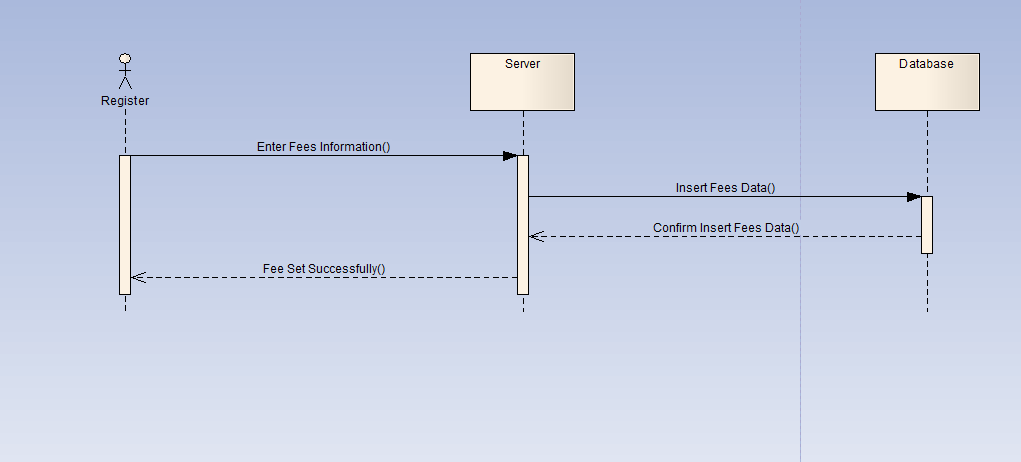 Server
Database
Register
Enter Fees Information()
Insert Fees Data()
Confirm Insert Fees Data()
Fee Set Successfully()